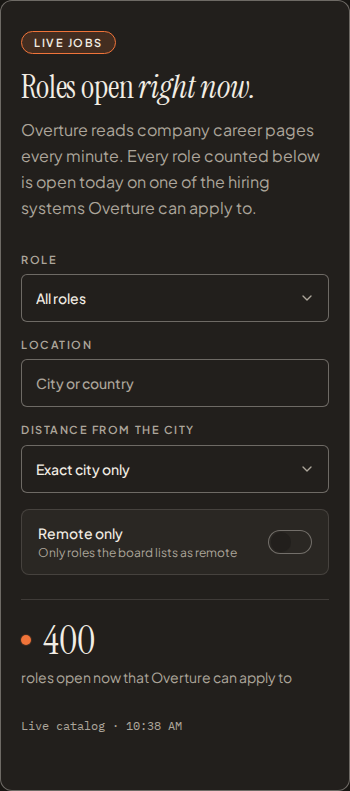 LIVE JOBS
Roles open right now.
Overture reads company career pages
every minute. Every role counted below
is open today on one of the hiring
systems Overture can apply to.
ROLE
All roles
LOCATION
City or country
DISTANCE FROM THE CITY
Exact city only
Remote only
Only roles the board lists as remote
400
roles open now that Overture can apply to
Live catalog · 10:38 AM